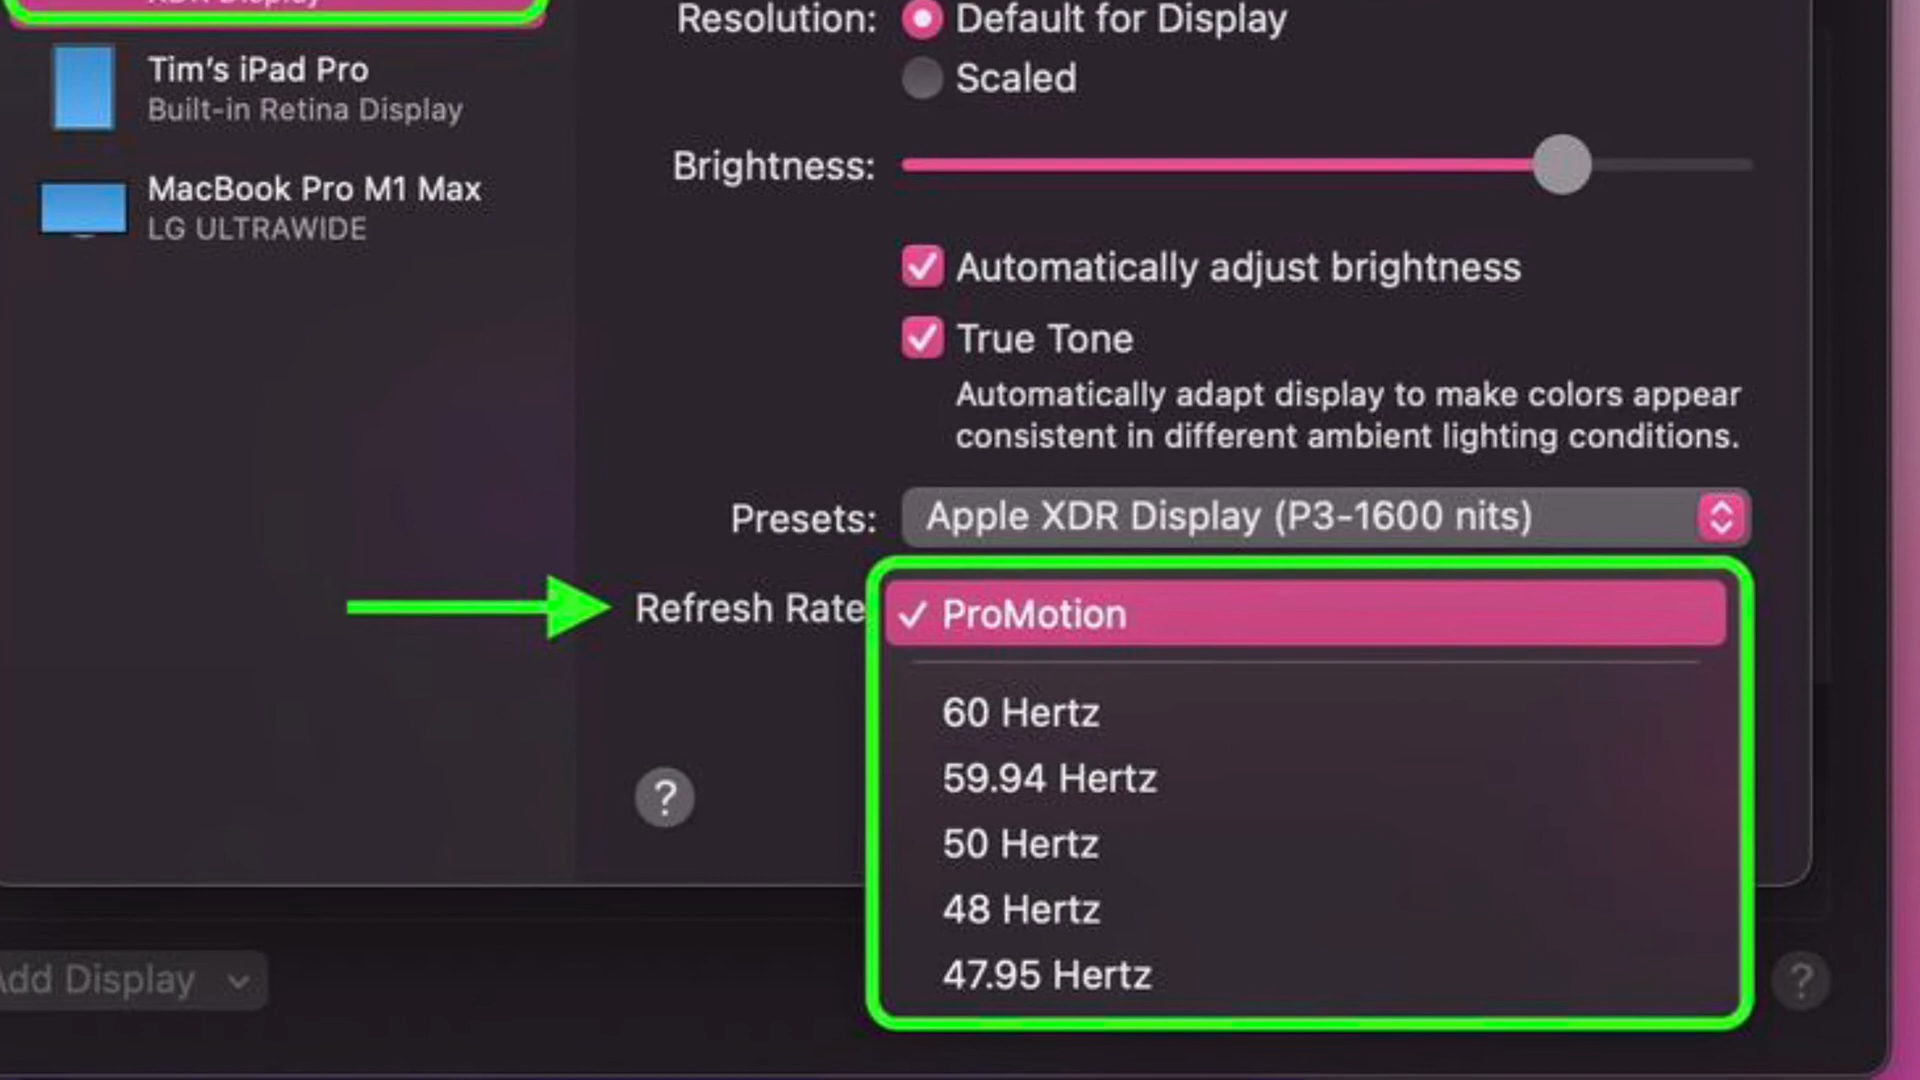 XDR Display
Tim's iPad Pro
Built-in Retina Display
MacBook Pro M1 Max
LG ULTRAWIDE
Resolution:
Default for Display
Scaled
Brightness:
Automatically adjust brightness
True Tone
Automatically adapt display to make colors appear
consistent in different ambient lighting conditions.
Presets:
Apple XDR Display (P3-1600 nits)
Refresh Rate
✓ ProMotion
60 Hertz
59.94 Hertz
50 Hertz
48 Hertz
47.95 Hertz
?
Add Display
?